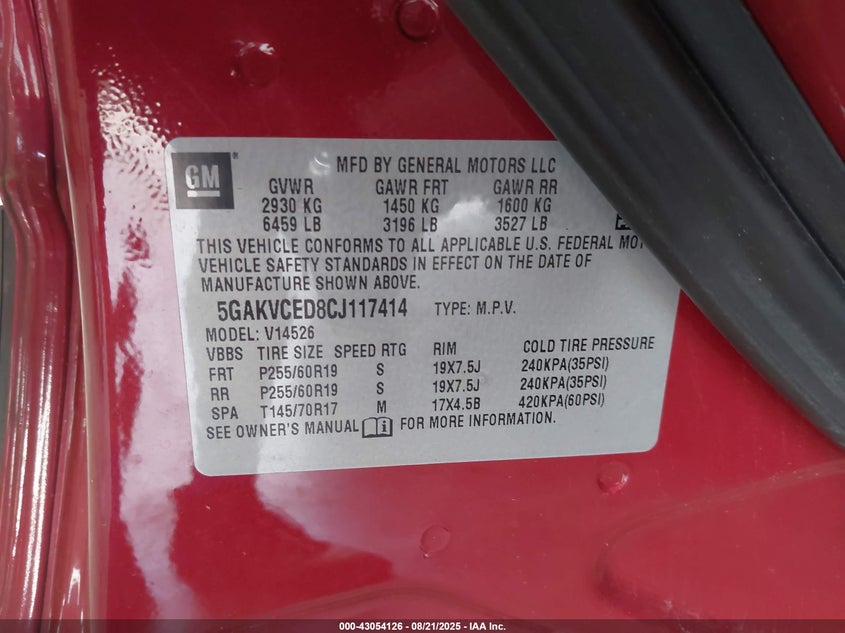 GM
MFD BY GENERAL MOTORS LLC
GVWR GAWR FRT GAWR RR
2930 KG 1450 KG 1600 KG
6459 LB 3196 LB 3527 LB
THIS VEHICLE CONFORMS TO ALL APPLICABLE U.S. FEDERAL
VEHICLE SAFETY STANDARDS IN EFFECT ON THE DATE OF
MANUFACTURE SHOWN ABOVE.
5GAKVCED8CJ117414 TYPE: M.P.V.
MODEL: V14526
VBBS TIRE SIZE SPEED RTG RIM COLD TIRE PRESSURE
FRT P255/60R19 S 19X7.5J 240KPA(35PSI)
RR P255/60R19 S 19X7.5J 240KPA(35PSI)
SPA T145/70R17 M 17X4.5B 420KPA(60PSI)
SEE OWNER'S MANUAL FOR MORE INFORMATION.
000-43054126 - 08/21/2025 - IAA Inc.